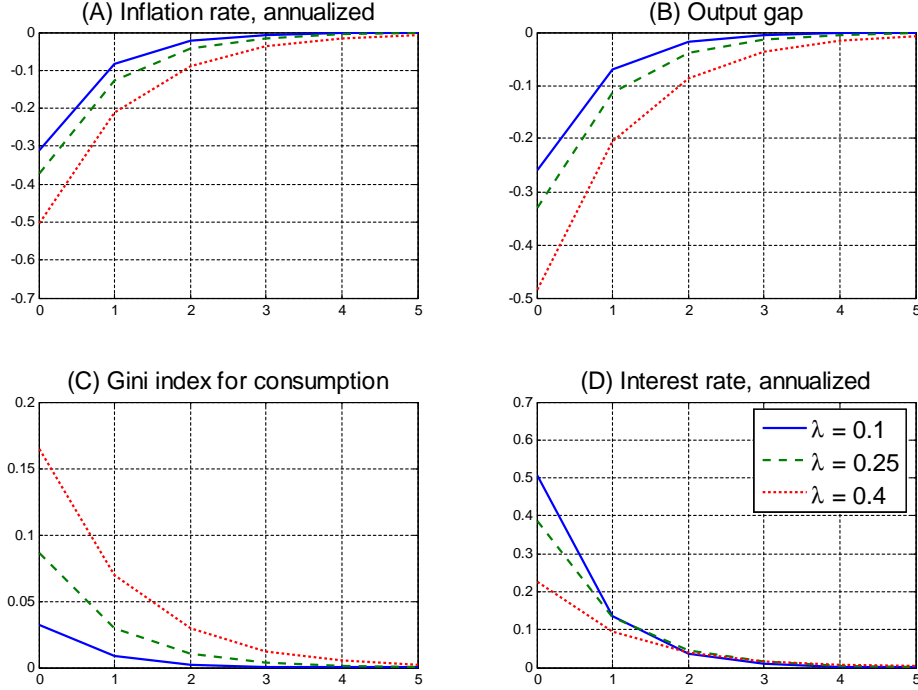 (A) Inflation rate, annualized
0
-0.1
-0.2
-0.3
-0.4
-0.5
-0.6
-0.7
0 1 2 3 4 5
(B) Output gap
0
-0.1
-0.2
-0.3
-0.4
-0.5
0 1 2 3 4 5
(C) Gini index for consumption
0.2
0.15
0.1
0.05
0
0 1 2 3 4 5
(D) Interest rate, annualized
0.7
0.6
0.5
0.4
0.3
0.2
0.1
0
0 1 2 3 4 5
λ = 0.1
λ = 0.25
λ = 0.4